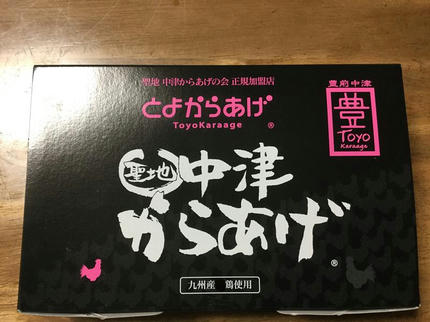 聖地 中津からあげの会 正規加盟店
とよからあげ
ToyoKaraage ®
豊前中津
豊
Toyo
Karaage
聖地
中津
からあげ®
九州産 鶏使用